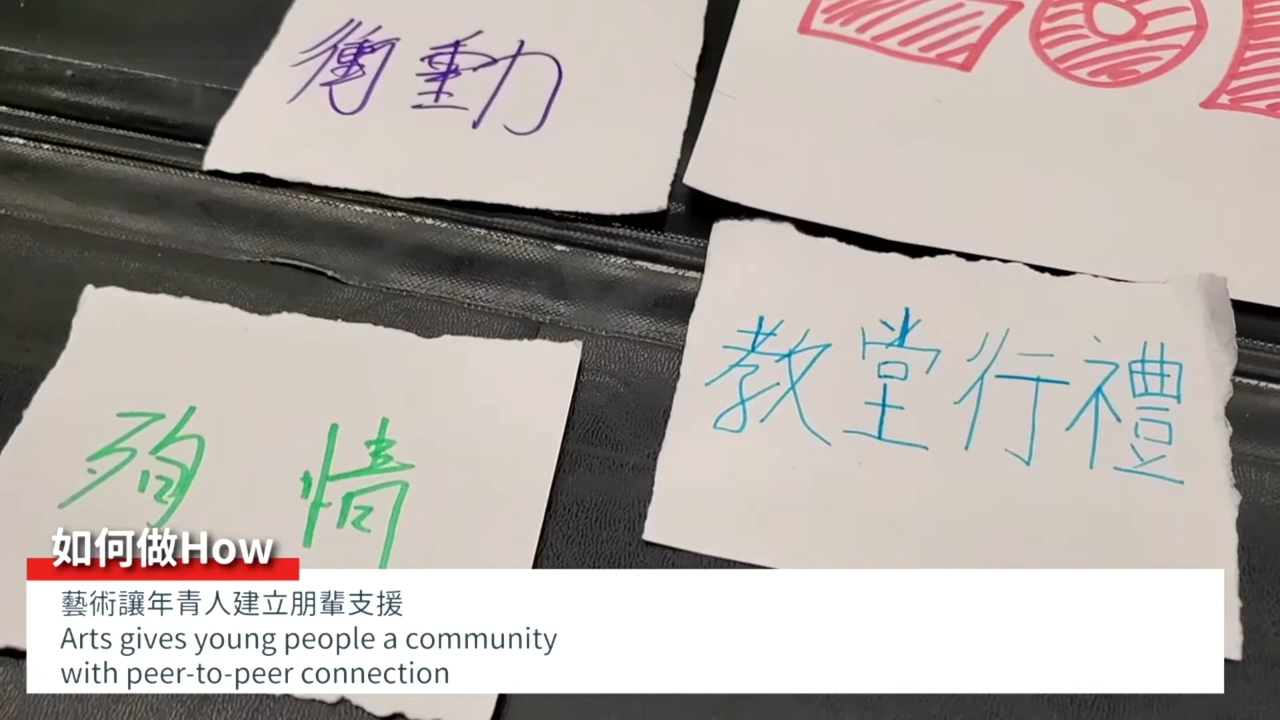 衝動
教堂行禮
殉情
如何做How
藝術讓年青人建立朋輩支援
Arts gives young people a community
with peer-to-peer connection